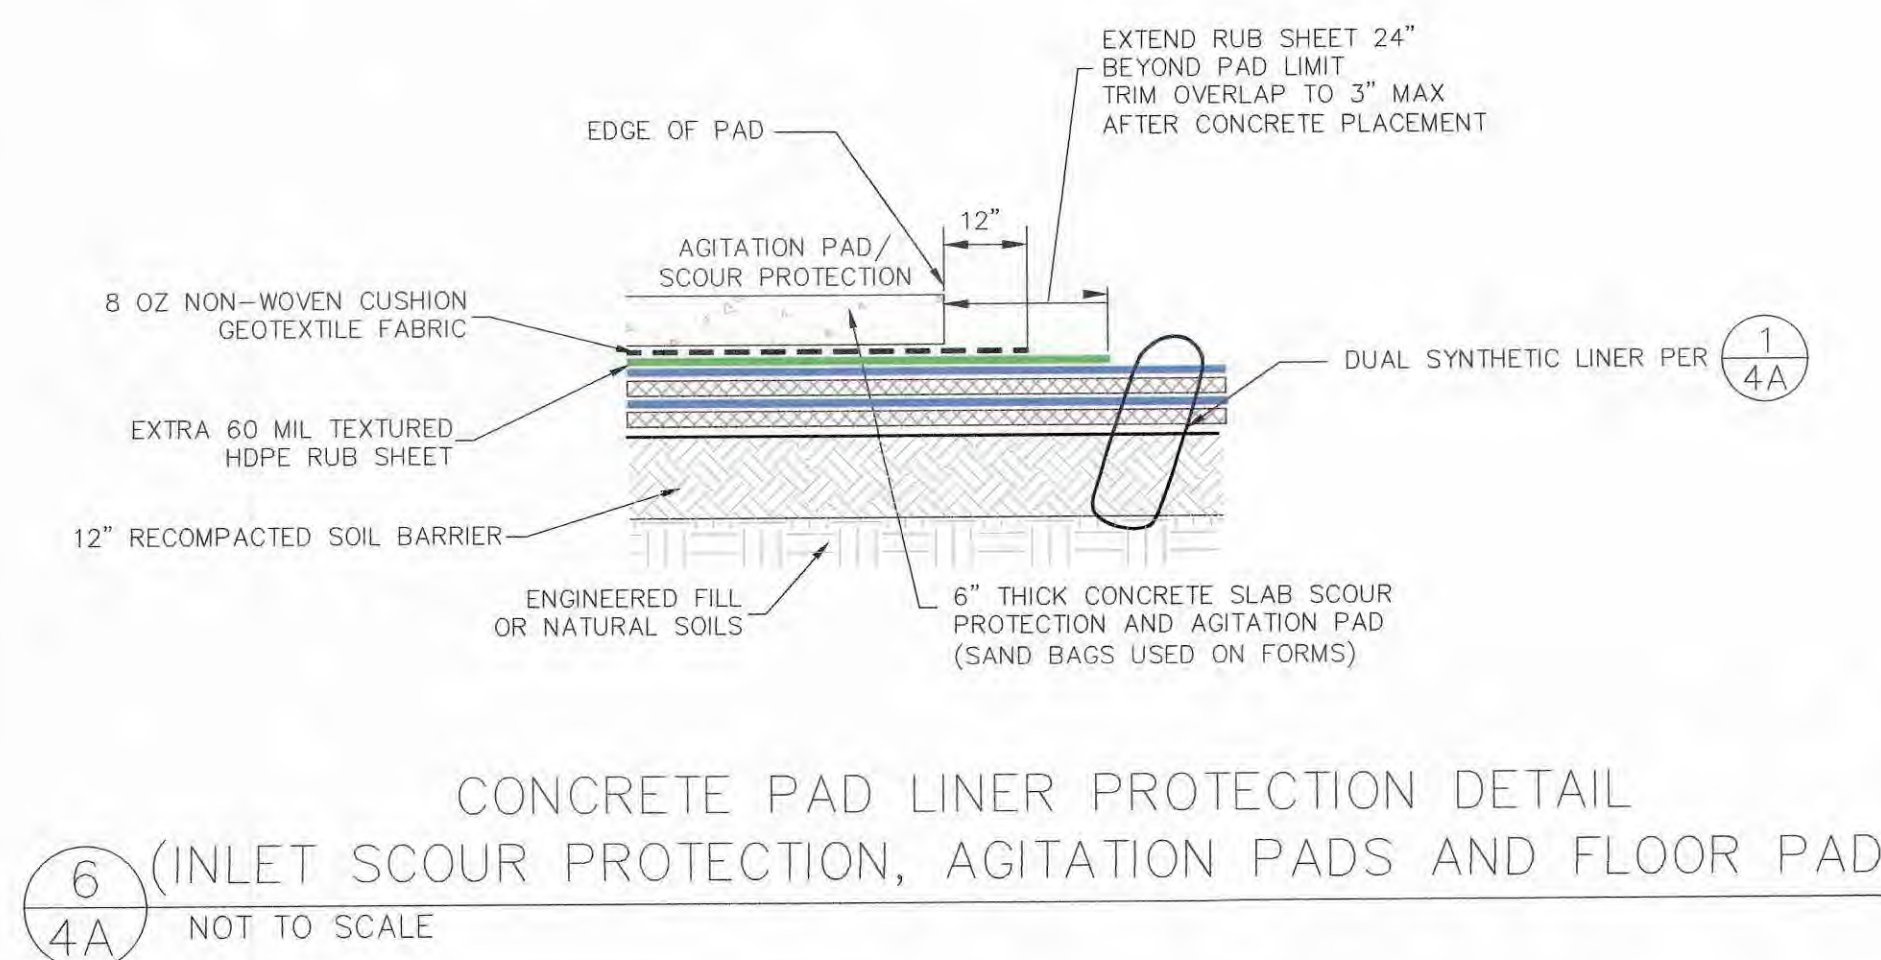 EXTEND RUB SHEET 24"
BEYOND PAD LIMIT
TRIM OVERLAP TO 3" MAX
AFTER CONCRETE PLACEMENT
EDGE OF PAD
12"
AGITATION PAD/
SCOUR PROTECTION
8 OZ NON-WOVEN CUSHION
GEOTEXTILE FABRIC
DUAL SYNTHETIC LINER PER
1
4A
EXTRA 60 MIL TEXTURED
HDPE RUB SHEET
12" RECOMPACTED SOIL BARRIER
ENGINEERED FILL
OR NATURAL SOILS
6" THICK CONCRETE SLAB SCOUR
PROTECTION AND AGITATION PAD
(SAND BAGS USED ON FORMS)
CONCRETE PAD LINER PROTECTION DETAIL
(INLET SCOUR PROTECTION, AGITATION PADS AND FLOOR PAD
6
4A
NOT TO SCALE